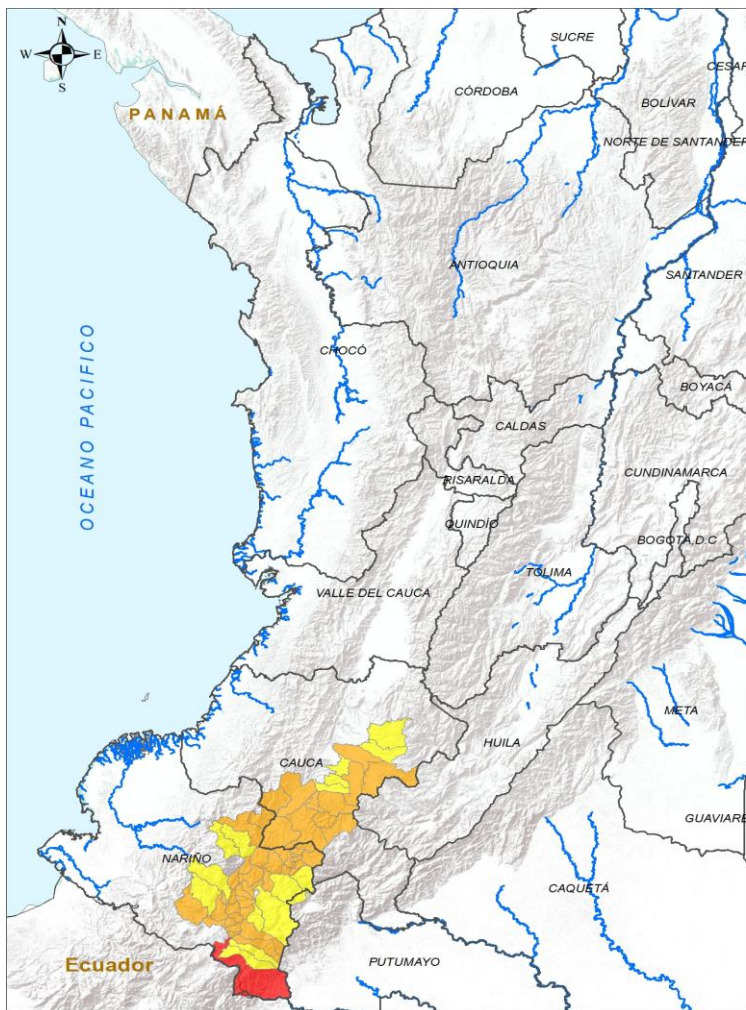 N
W E
S
SUCRE
CESAR
CÓRDOBA
BOLÍVAR
PANAMÁ
NORTE DE SANTANDER
ANTIOQUIA
SANTANDER
OCEANO PACIFICO
CHOCÓ
BOYACÁ
CALDAS
CUNDINAMARCA
RISARALDA
QUINDÍO
BOGOTÁ,D.C
TOLIMA
VALLE DEL CAUCA
META
HUILA
CAUCA
GUAVIARE
NARIÑO
CAQUETÁ
Ecuador
PUTUMAYO